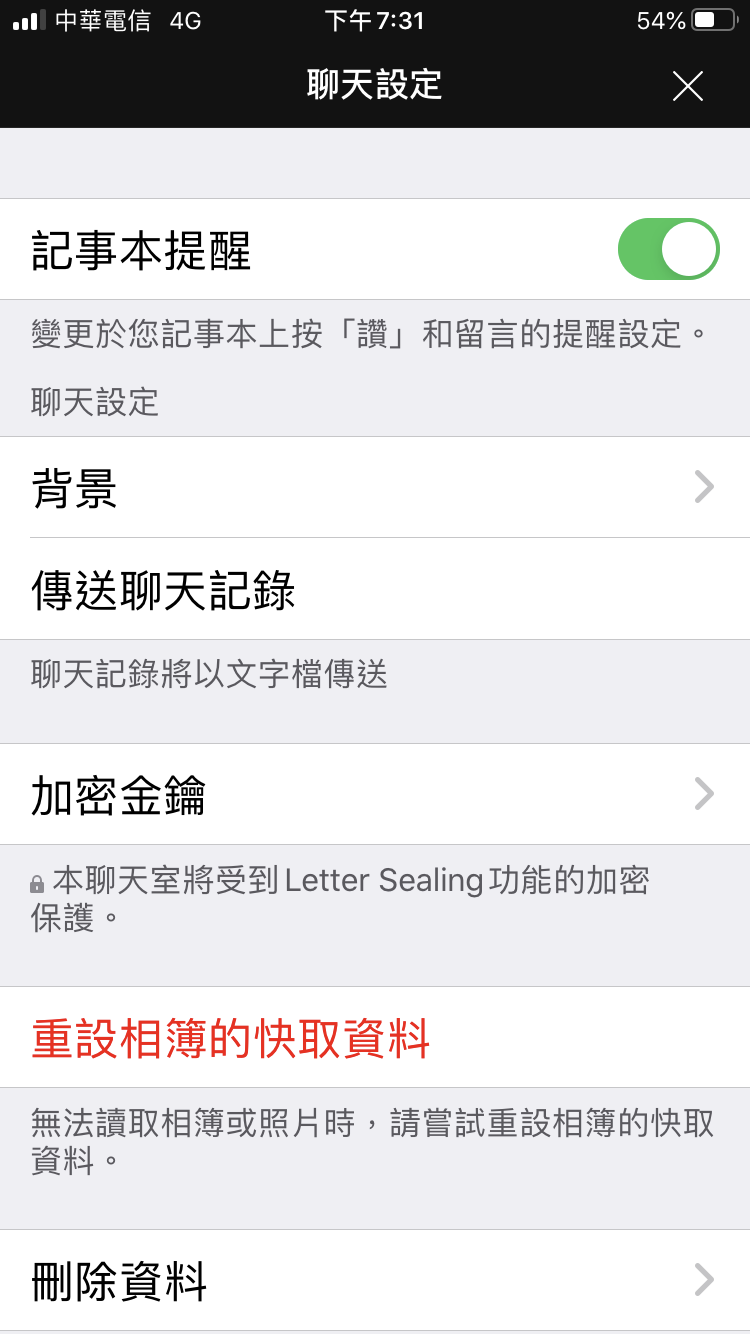 中華電信 4G 下午7:31 54%
聊天設定
記事本提醒
變更於您記事本上按「讚」和留言的提醒設定。
聊天設定
背景
傳送聊天記錄
聊天記錄將以文字檔傳送
加密金鑰
本聊天室將受到Letter Sealing功能的加密
保護。
重設相簿的快取資料
無法讀取相簿或照片時，請嘗試重設相簿的快取
資料。
刪除資料